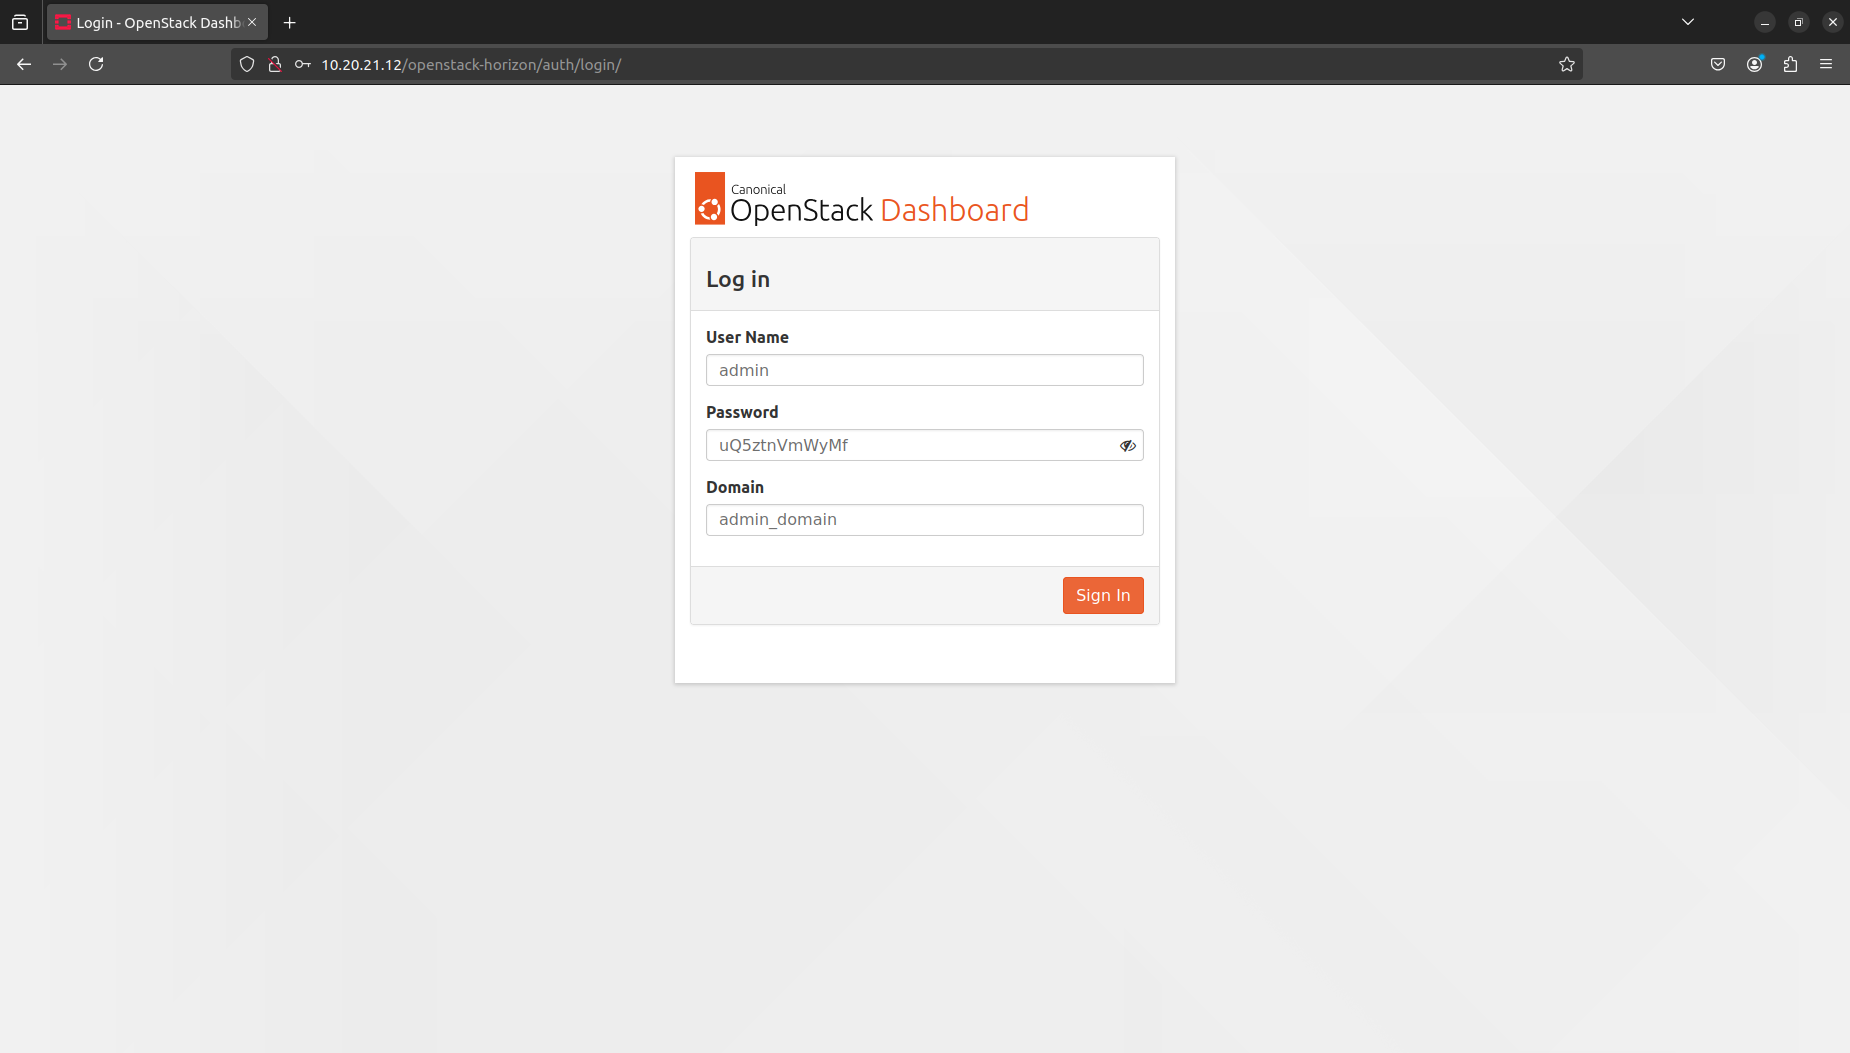 Login - OpenStack Dashb
10.20.21.12/openstack-horizon/auth/login/
Canonical
OpenStack Dashboard
Log in
User Name
admin
Password
uQ5ztnVmWyMf
Domain
admin_domain
Sign In